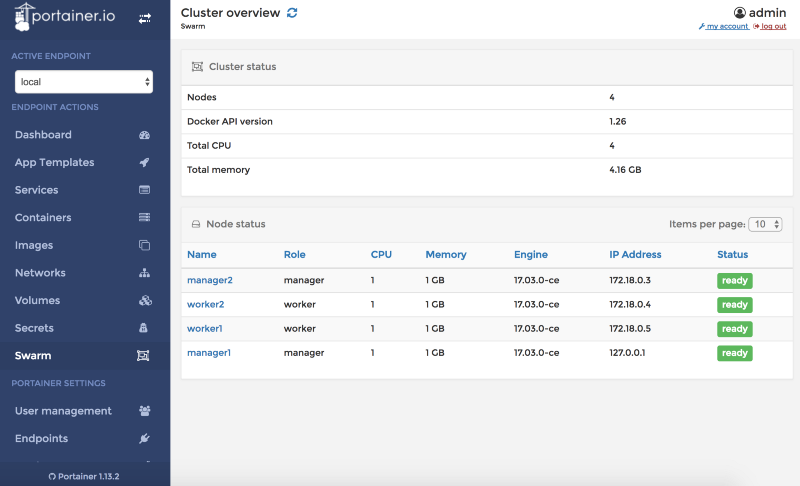 portainer.io
ACTIVE ENDPOINT
local
ENDPOINT ACTIONS
Dashboard
App Templates
Services
Containers
Images
Networks
Volumes
Secrets
Swarm
PORTAINER SETTINGS
User management
Endpoints
Portainer 1.13.2
Cluster overview
Swarm
admin
my account log out
Cluster status
Nodes 4
Docker API version 1.26
Total CPU 4
Total memory 4.16 GB
Node status Items per page: 10
Name Role CPU Memory Engine IP Address Status
manager2 manager 1 1 GB 17.03.0-ce 172.18.0.3 ready
worker2 worker 1 1 GB 17.03.0-ce 172.18.0.4 ready
worker1 worker 1 1 GB 17.03.0-ce 172.18.0.5 ready
manager1 manager 1 1 GB 17.03.0-ce 127.0.0.1 ready